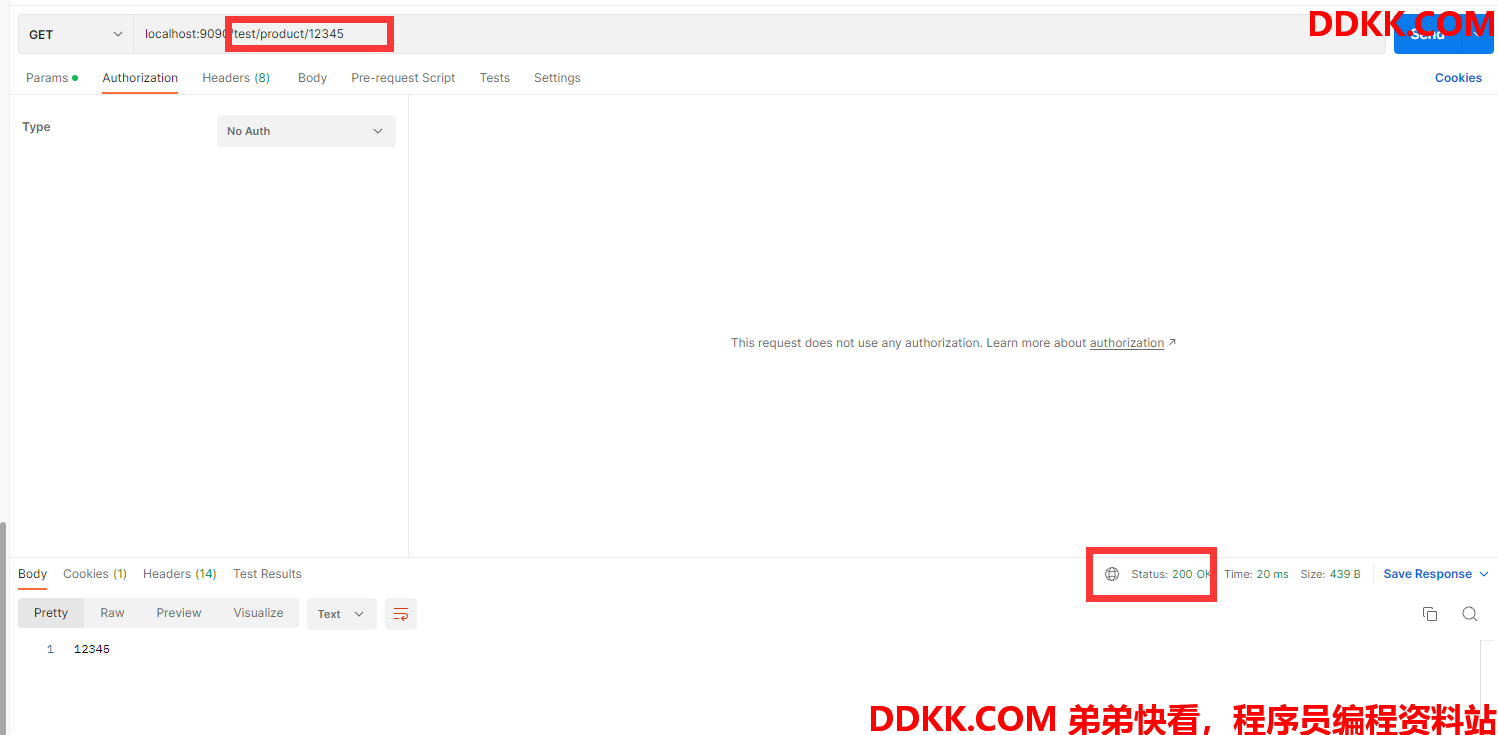 GET localhost:9090/test/product/12345 Send DDKK.COM
Params Authorization Headers (8) Body Pre-request Script Tests Settings Cookies
Type No Auth
This request does not use any authorization. Learn more about authorization ↗
Body Cookies (1) Headers (14) Test Results Status: 200 OK Time: 20 ms Size: 439 B Save Response
Pretty Raw Preview Visualize Text
1 12345
DDKK.COM 弟弟快看，程序员编程资料站